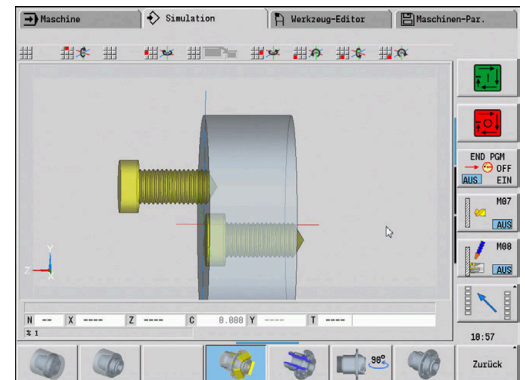 Maschine
Simulation
Werkzeug-Editor
Maschinen-Par.
END PGM
OFF
AUS EIN
M07
AUS
M08
AUS
Y
Z X
N -- X ---- Z ---- C 0.000 Y ---- T ----
% 1
10:57
90°
Zurück